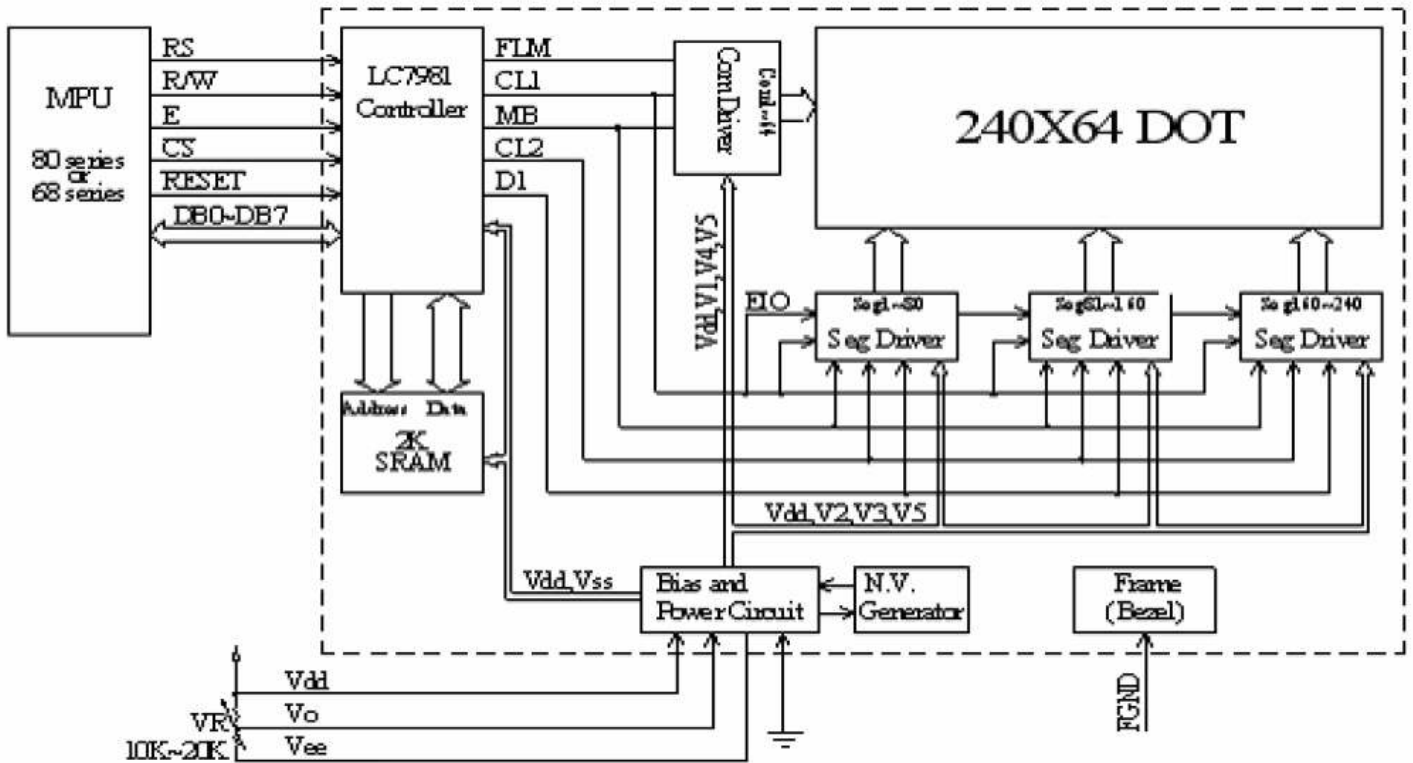 MPU
80 series
or
68 series
RS
R/W
E
CS
RESET
DB0~DB7
LC7981
Controller
FLM
CL1
MB
CL2
D1
Com Driver
Com1~64
240X64 DOT
Vdd,V1,V4,V5
EIO
Seg1~80
Seg Driver
Seg81~160
Seg Driver
Seg160~240
Seg Driver
Address Data
2K
SRAM
Vdd,V2,V3,V5
Vdd,Vss
Bias and
Power Circuit
N.V.
Generator
Frame
(Bezel)
FGND
Vdd
Vo
Vee
VR
10K~20K